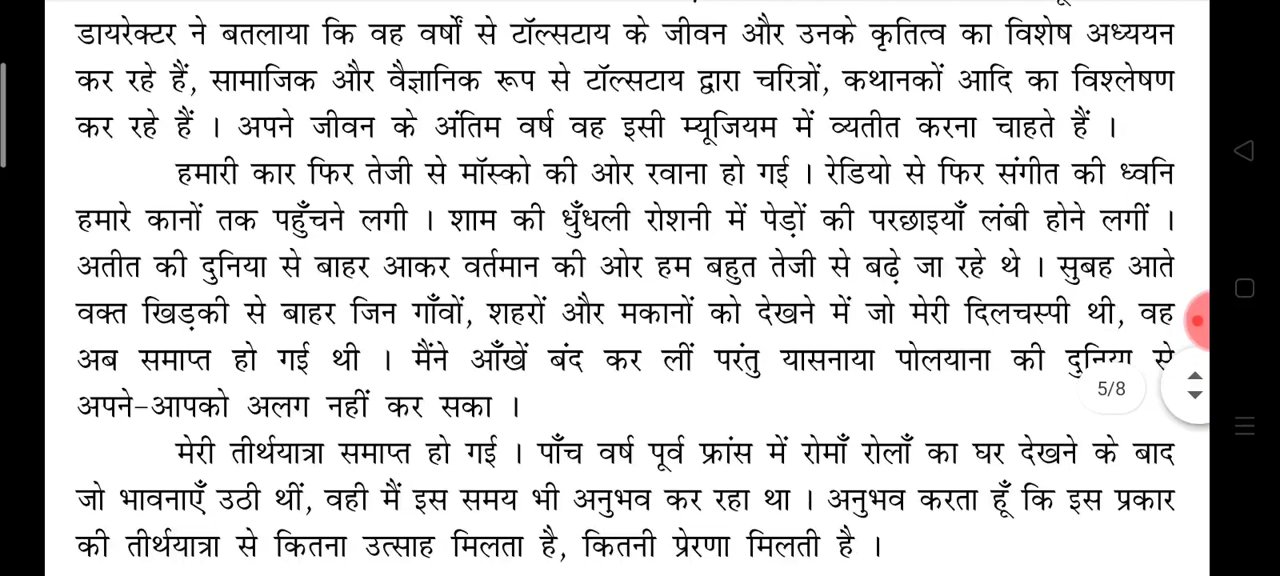 डायरेक्टर ने बतलाया कि वह वर्षों से टॉल्सटाय के जीवन और उनके कृतित्व का विशेष अध्ययन
कर रहे हैं, सामाजिक और वैज्ञानिक रूप से टॉल्सटाय द्वारा चरित्रों, कथानकों आदि का विश्लेषण
कर रहे हैं । अपने जीवन के अंतिम वर्ष वह इसी म्यूजियम में व्यतीत करना चाहते हैं ।
हमारी कार फिर तेजी से मॉस्को की ओर रवाना हो गई । रेडियो से फिर संगीत की ध्वनि
हमारे कानों तक पहुँचने लगी । शाम की धुँधली रोशनी में पेड़ों की परछाइयाँ लंबी होने लगीं ।
अतीत की दुनिया से बाहर आकर वर्तमान की ओर हम बहुत तेजी से बढ़े जा रहे थे । सुबह आते
वक्त खिड़की से बाहर जिन गाँवों, शहरों और मकानों को देखने में जो मेरी दिलचस्पी थी, वह
अब समाप्त हो गई थी । मैंने आँखें बंद कर लीं परंतु यासनाया पोलयाना की दुनिया से
अपने-आपको अलग नहीं कर सका ।
5/8
मेरी तीर्थयात्रा समाप्त हो गई । पाँच वर्ष पूर्व फ्रांस में रोमाँ रोलाँ का घर देखने के बाद
जो भावनाएँ उठी थीं, वही मैं इस समय भी अनुभव कर रहा था । अनुभव करता हूँ कि इस प्रकार
की तीर्थयात्रा से कितना उत्साह मिलता है, कितनी प्रेरणा मिलती है ।